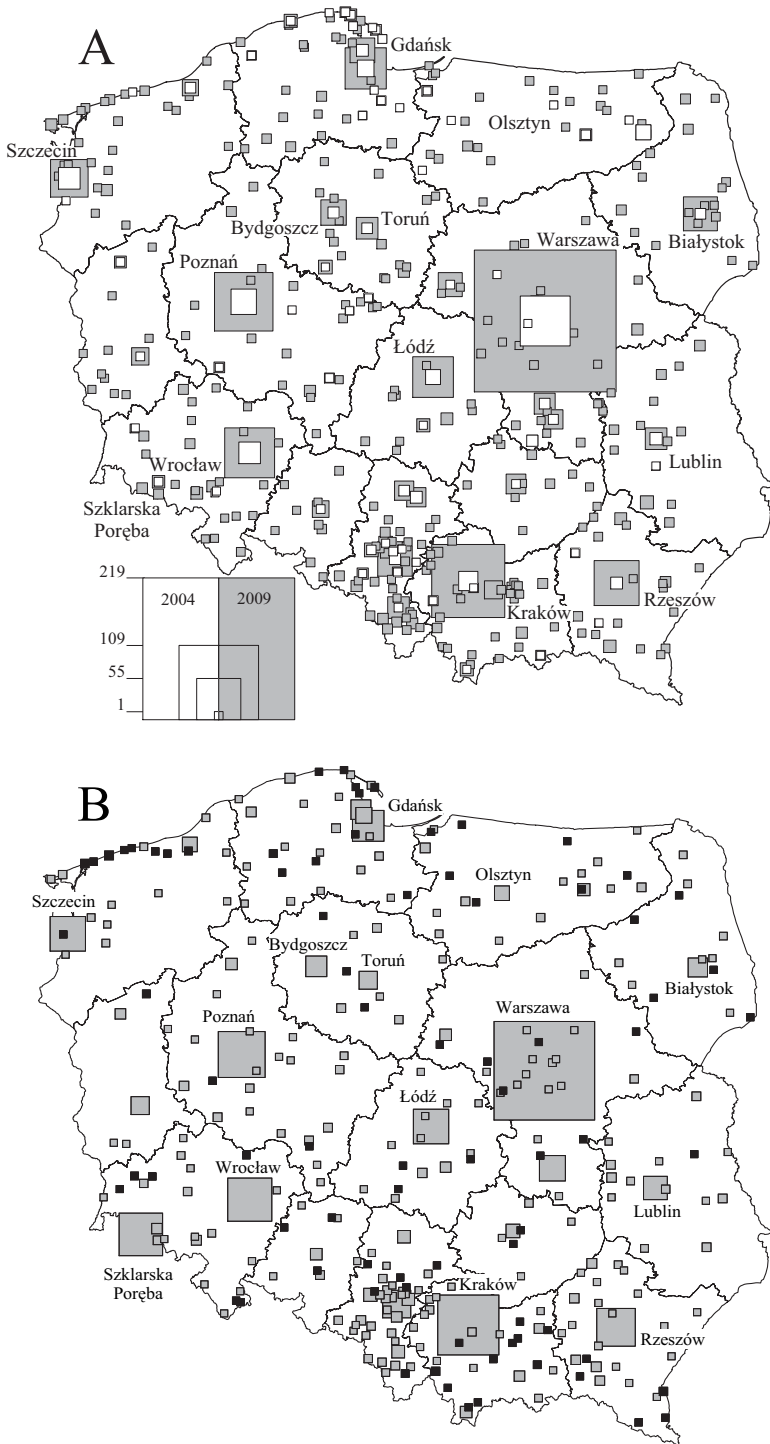 A
Gdańsk
Olsztyn
Szczecin
Bydgoszcz
Toruń
Białystok
Warszawa
Poznań
Łódź
Wrocław
Lublin
Szklarska
Poręba
Kraków
Rzeszów
219
2004
2009
109
55
1
B
Gdańsk
Olsztyn
Szczecin
Bydgoszcz
Toruń
Białystok
Warszawa
Poznań
Łódź
Wrocław
Lublin
Szklarska
Poręba
Kraków
Rzeszów